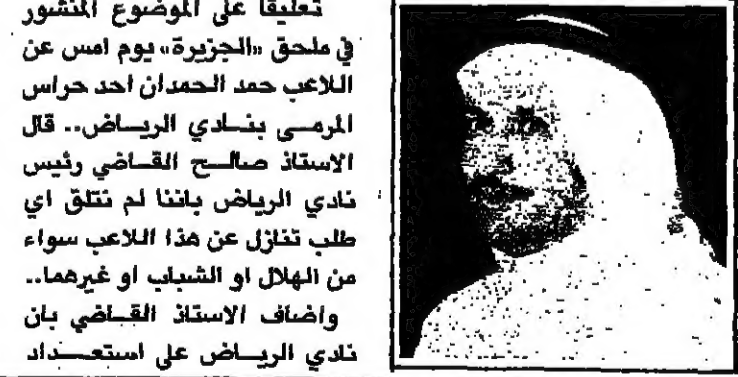 تعليقا على الموضوع المنشور
في ملحق «الجزيرة» يوم امس عن
اللاعب حمد الحمدان احد حراس
المرمى بنادي الرياض.. قال
الاستاذ صالح القاضي رئيس
نادي الرياض باننا لم نتلق اي
طلب تنازل عن هذا اللاعب سواء
من الهلال او الشباب او غيرهما..
واضاف الاستاذ القاضي بان
نادي الرياض على استعداد